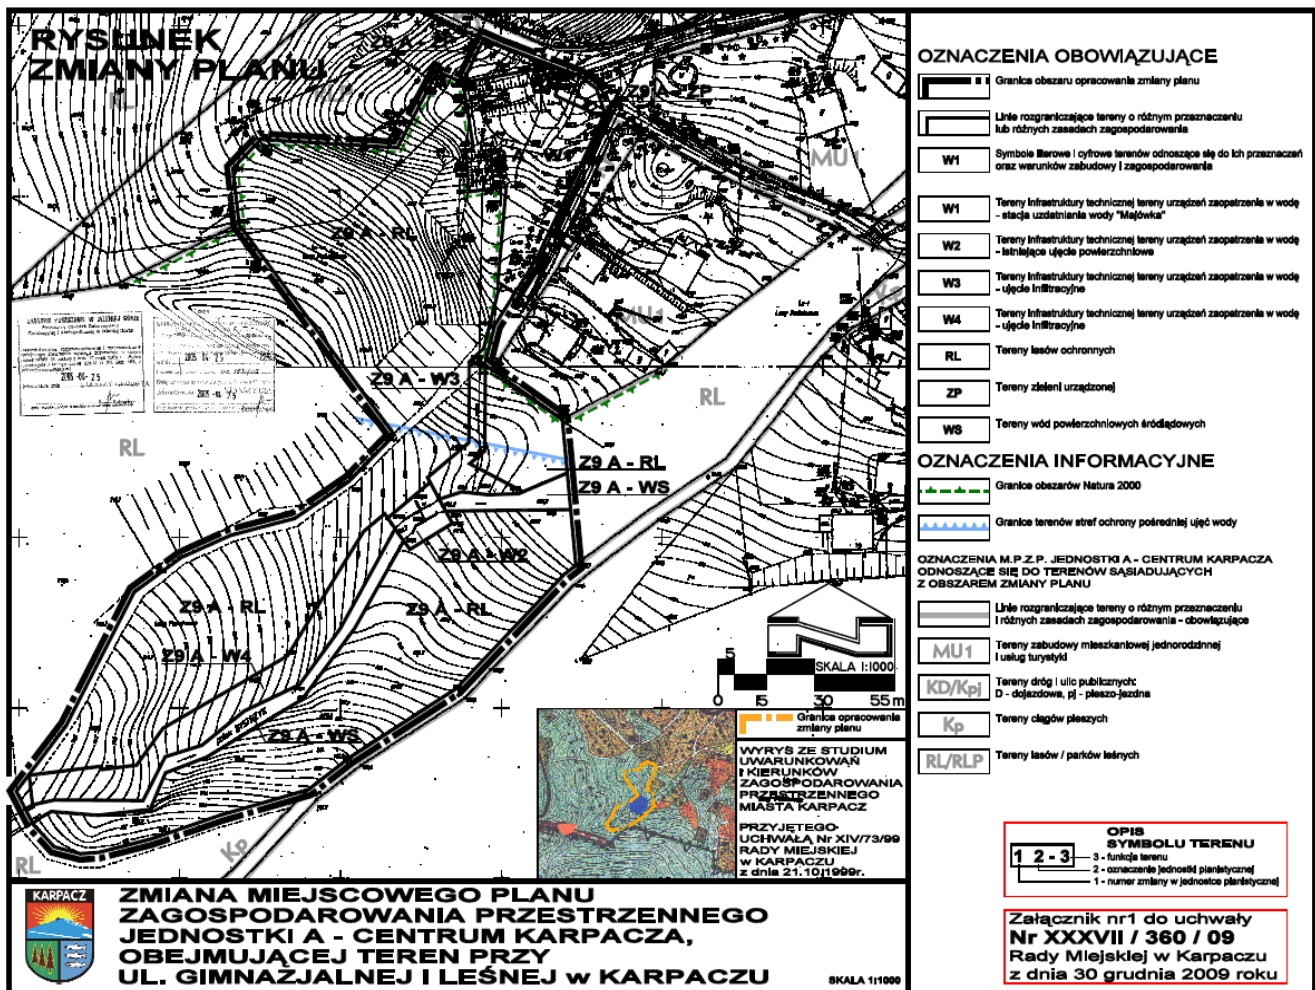 RYSUNEK
ZMIANY PLANU
RL
RLP
Z9 A - ZP
MU1
Z9 A - RL
MU1
Kp
Z9 A - W3
RL
RL
Z9 A - RL
Z9 A - WS
Z9 A - W2
Z9 A - RL
Z9 A - RL
Z9 A - W4
Z9 A - WS
RL
Kp
2005 -04- 25
5
SKALA 1:1000
0 15 30 55 m
Granica opracowania
zmiany planu
WYRYS ZE STUDIUM
UWARUNKOWAŃ
I KIERUNKÓW
ZAGOSPODAROWANIA
PRZESTRZENNEGO
MIASTA KARPACZ
PRZYJĘTEGO
UCHWAŁĄ Nr XIV/73/99
RADY MIEJSKIEJ
w KARPACZU
z dnia 21.10.1999r.
OZNACZENIA OBOWIĄZUJĄCE
Granica obszaru opracowania zmiany planu
Linie rozgraniczające tereny o różnym przeznaczeniu
lub różnych zasadach zagospodarowania
W1 Symbole literowe i cyfrowe terenów odnoszące się do ich przeznaczeń
oraz warunków zabudowy i zagospodarowania
W1 Tereny infrastruktury technicznej tereny urządzeń zaopatrzenia w wodę
- stacja uzdatniania wody "Majówka"
W2 Tereny infrastruktury technicznej tereny urządzeń zaopatrzenia w wodę
- istniejące ujęcie powierzchniowe
W3 Tereny infrastruktury technicznej tereny urządzeń zaopatrzenia w wodę
- ujęcie infiltracyjne
W4 Tereny infrastruktury technicznej tereny urządzeń zaopatrzenia w wodę
- ujęcie infiltracyjne
RL Tereny lasów ochronnych
ZP Tereny zieleni urządzonej
WS Tereny wód powierzchniowych śródlądowych
OZNACZENIA INFORMACYJNE
Granice obszarów Natura 2000
Granice terenów stref ochrony pośredniej ujęć wody
OZNACZENIA M.P.Z.P. JEDNOSTKI A - CENTRUM KARPACZA
ODNOSZĄCE SIĘ DO TERENÓW SĄSIADUJĄCYCH
Z OBSZAREM ZMIANY PLANU
Linie rozgraniczające tereny o różnym przeznaczeniu
i różnych zasadach zagospodarowania - obowiązujące
MU1 Tereny zabudowy mieszkaniowej jednorodzinnej
i usług turystyki
KD/Kpj Tereny dróg i ulic publicznych:
D - dojazdowa, pj - pieszo-jezdna
Kp Tereny ciągów pieszych
RL/RLP Tereny lasów / parków leśnych
OPIS
SYMBOLU TERENU
1 2 - 3
3 - funkcja terenu
2 - oznaczenie jednostki planistycznej
1 - numer zmiany w jednostce planistycznej
Załącznik nr1 do uchwały
Nr XXXVII / 360 / 09
Rady Miejskiej w Karpaczu
z dnia 30 grudnia 2009 roku
KARPACZ
ZMIANA MIEJSCOWEGO PLANU
ZAGOSPODAROWANIA PRZESTRZENNEGO
JEDNOSTKI A - CENTRUM KARPACZA,
OBEJMUJĄCEJ TEREN PRZY
UL. GIMNAZJALNEJ I LEŚNEJ w KARPACZU
SKALA 1:1000